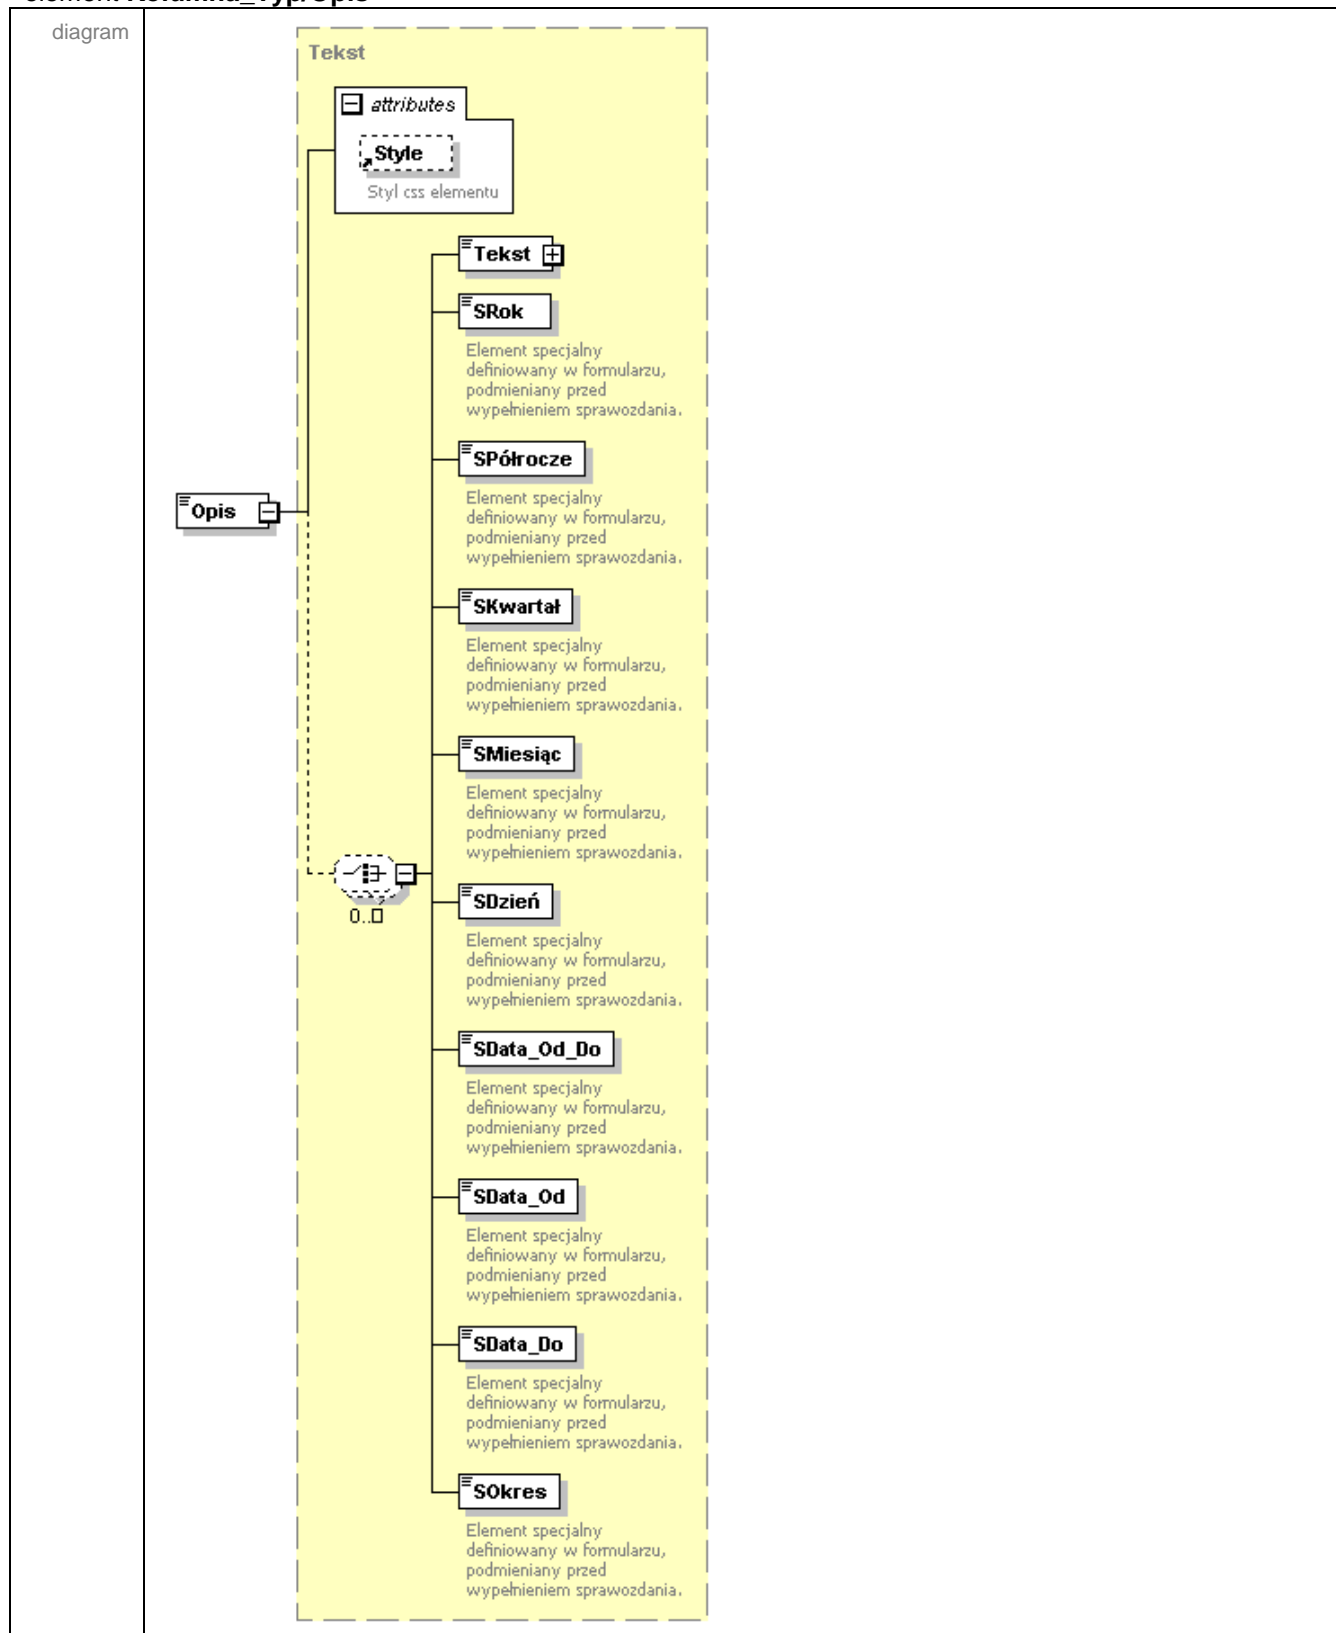 element Kolumna_Typ/Opis
diagram
Tekst
attributes
Style
Styl css elementu
Tekst
SRok
Element specjalny
definiowany w formularzu,
podmieniany przed
wypełnieniem sprawozdania.
SPółrocze
Element specjalny
definiowany w formularzu,
podmieniany przed
wypełnieniem sprawozdania.
Opis
SKwartał
Element specjalny
definiowany w formularzu,
podmieniany przed
wypełnieniem sprawozdania.
SMiesiąc
Element specjalny
definiowany w formularzu,
podmieniany przed
wypełnieniem sprawozdania.
0..
SDzień
Element specjalny
definiowany w formularzu,
podmieniany przed
wypełnieniem sprawozdania.
SData_Od_Do
Element specjalny
definiowany w formularzu,
podmieniany przed
wypełnieniem sprawozdania.
SData_Od
Element specjalny
definiowany w formularzu,
podmieniany przed
wypełnieniem sprawozdania.
SData_Do
Element specjalny
definiowany w formularzu,
podmieniany przed
wypełnieniem sprawozdania.
SOkres
Element specjalny
definiowany w formularzu,
podmieniany przed
wypełnieniem sprawozdania.